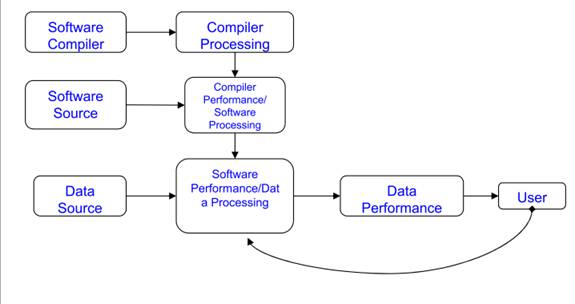 Software
Compiler
Compiler
Processing
Software
Source
Compiler
Performance/
Software
Processing
Data
Source
Software
Performance/Dat
a Processing
Data
Performance
User